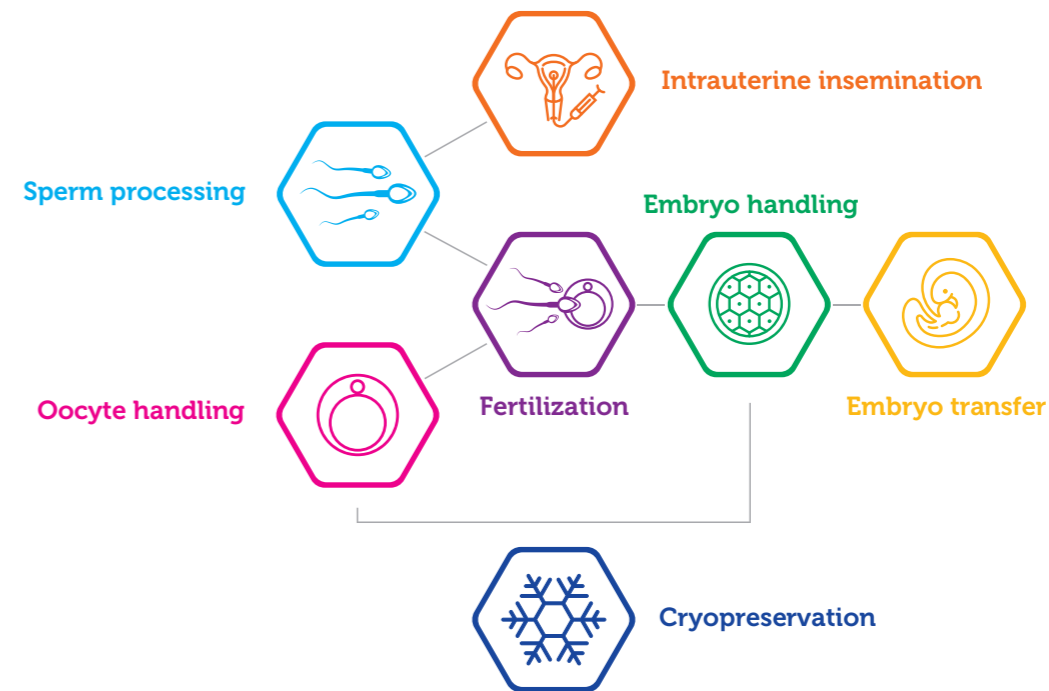 Intrauterine insemination
Sperm processing
Embryo handling
Oocyte handling
Fertilization
Embryo transfer
Cryopreservation